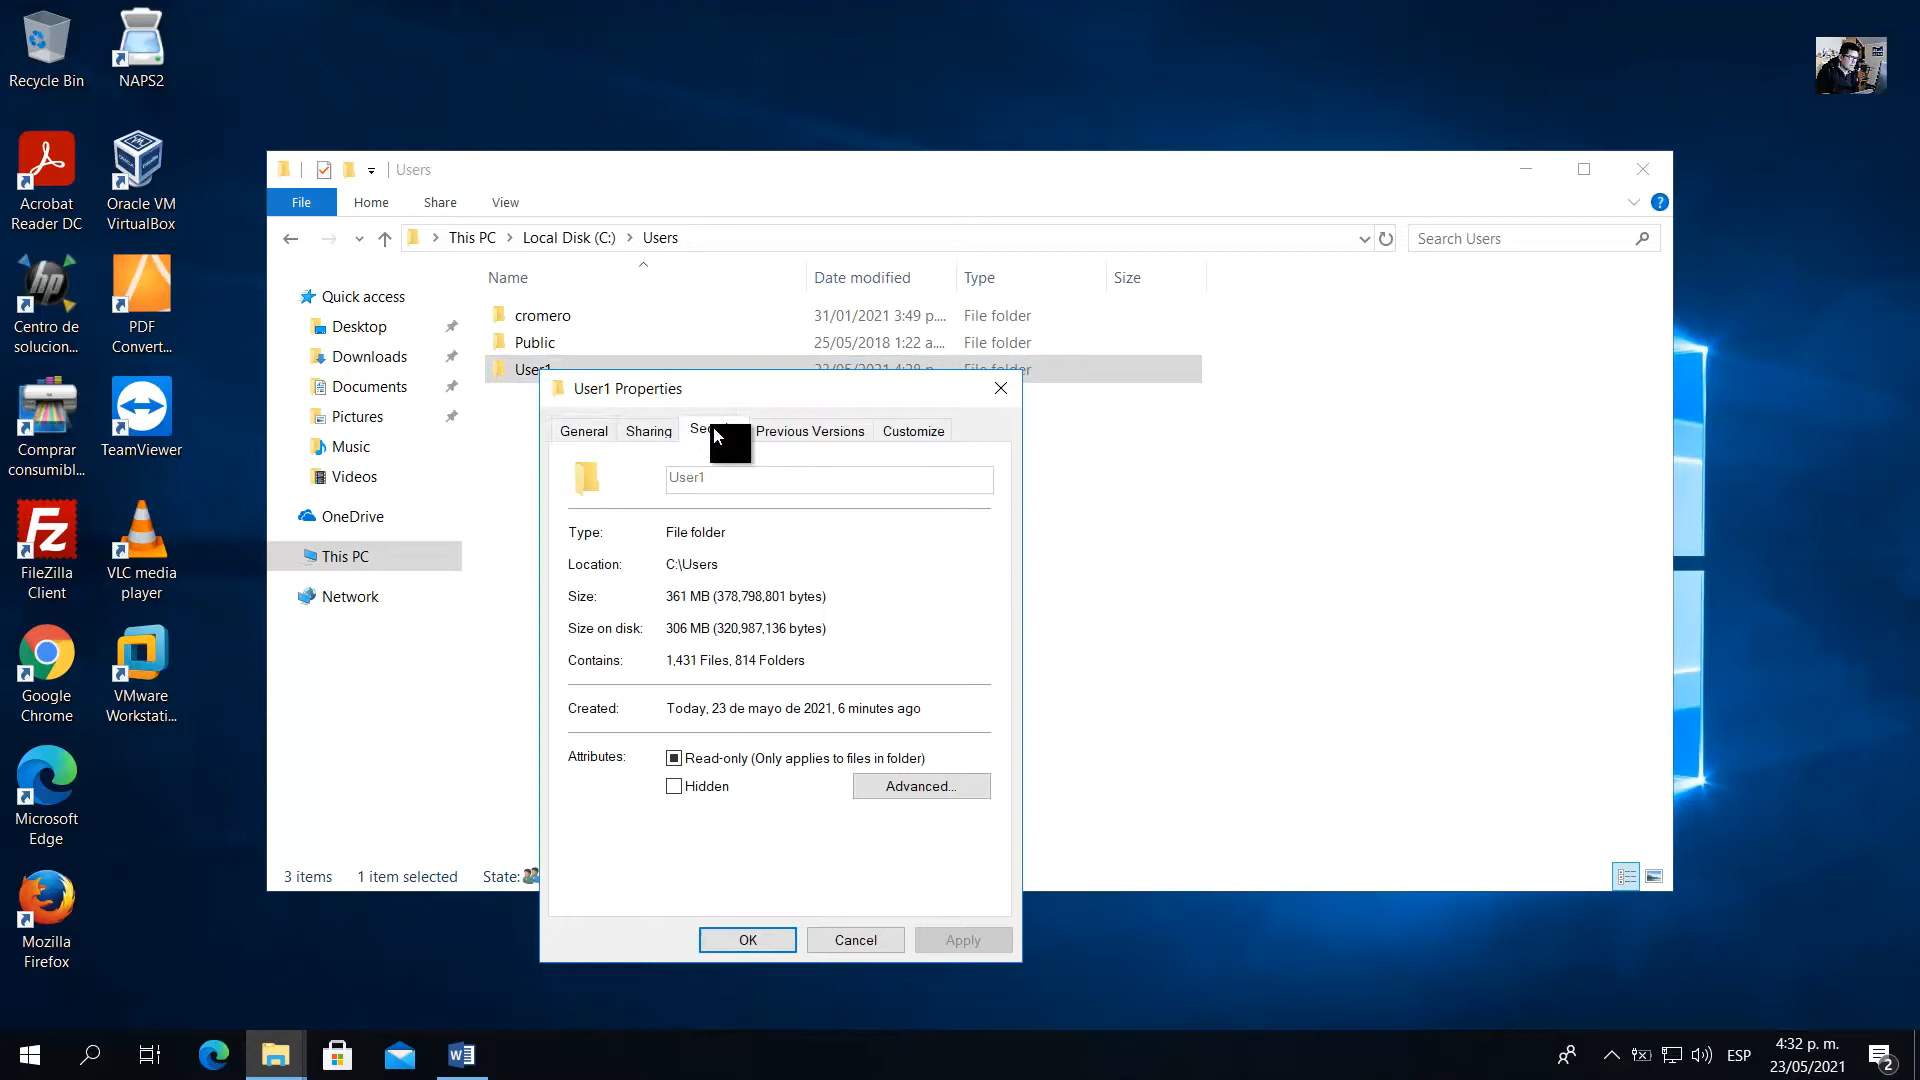 Recycle Bin
NAPS2
Acrobat
Reader DC
Oracle VM
VirtualBox
Centro de
solucion...
PDF
Convert...
Comprar
consumibl...
TeamViewer
FileZilla
Client
VLC media
player
Google
Chrome
VMware
Workstati...
Microsoft
Edge
Mozilla
Firefox
Users
File
Home
Share
View
This PC
Local Disk (C:)
Users
Search Users
Name
Date modified
Type
Size
cromero
31/01/2021 3:49 p....
File folder
Public
25/05/2018 1:22 a....
File folder
User1
Quick access
Desktop
Downloads
Documents
Pictures
Music
Videos
OneDrive
This PC
Network
3 items
1 item selected
State:
User1 Properties
General
Sharing
Previous Versions
Customize
User1
Type:
File folder
Location:
C:\Users
Size:
361 MB (378,798,801 bytes)
Size on disk:
306 MB (320,987,136 bytes)
Contains:
1,431 Files, 814 Folders
Created:
Today, 23 de mayo de 2021, 6 minutes ago
Attributes:
Read-only (Only applies to files in folder)
Hidden
Advanced...
OK
Cancel
Apply
ESP
4:32 p. m.
23/05/2021
2